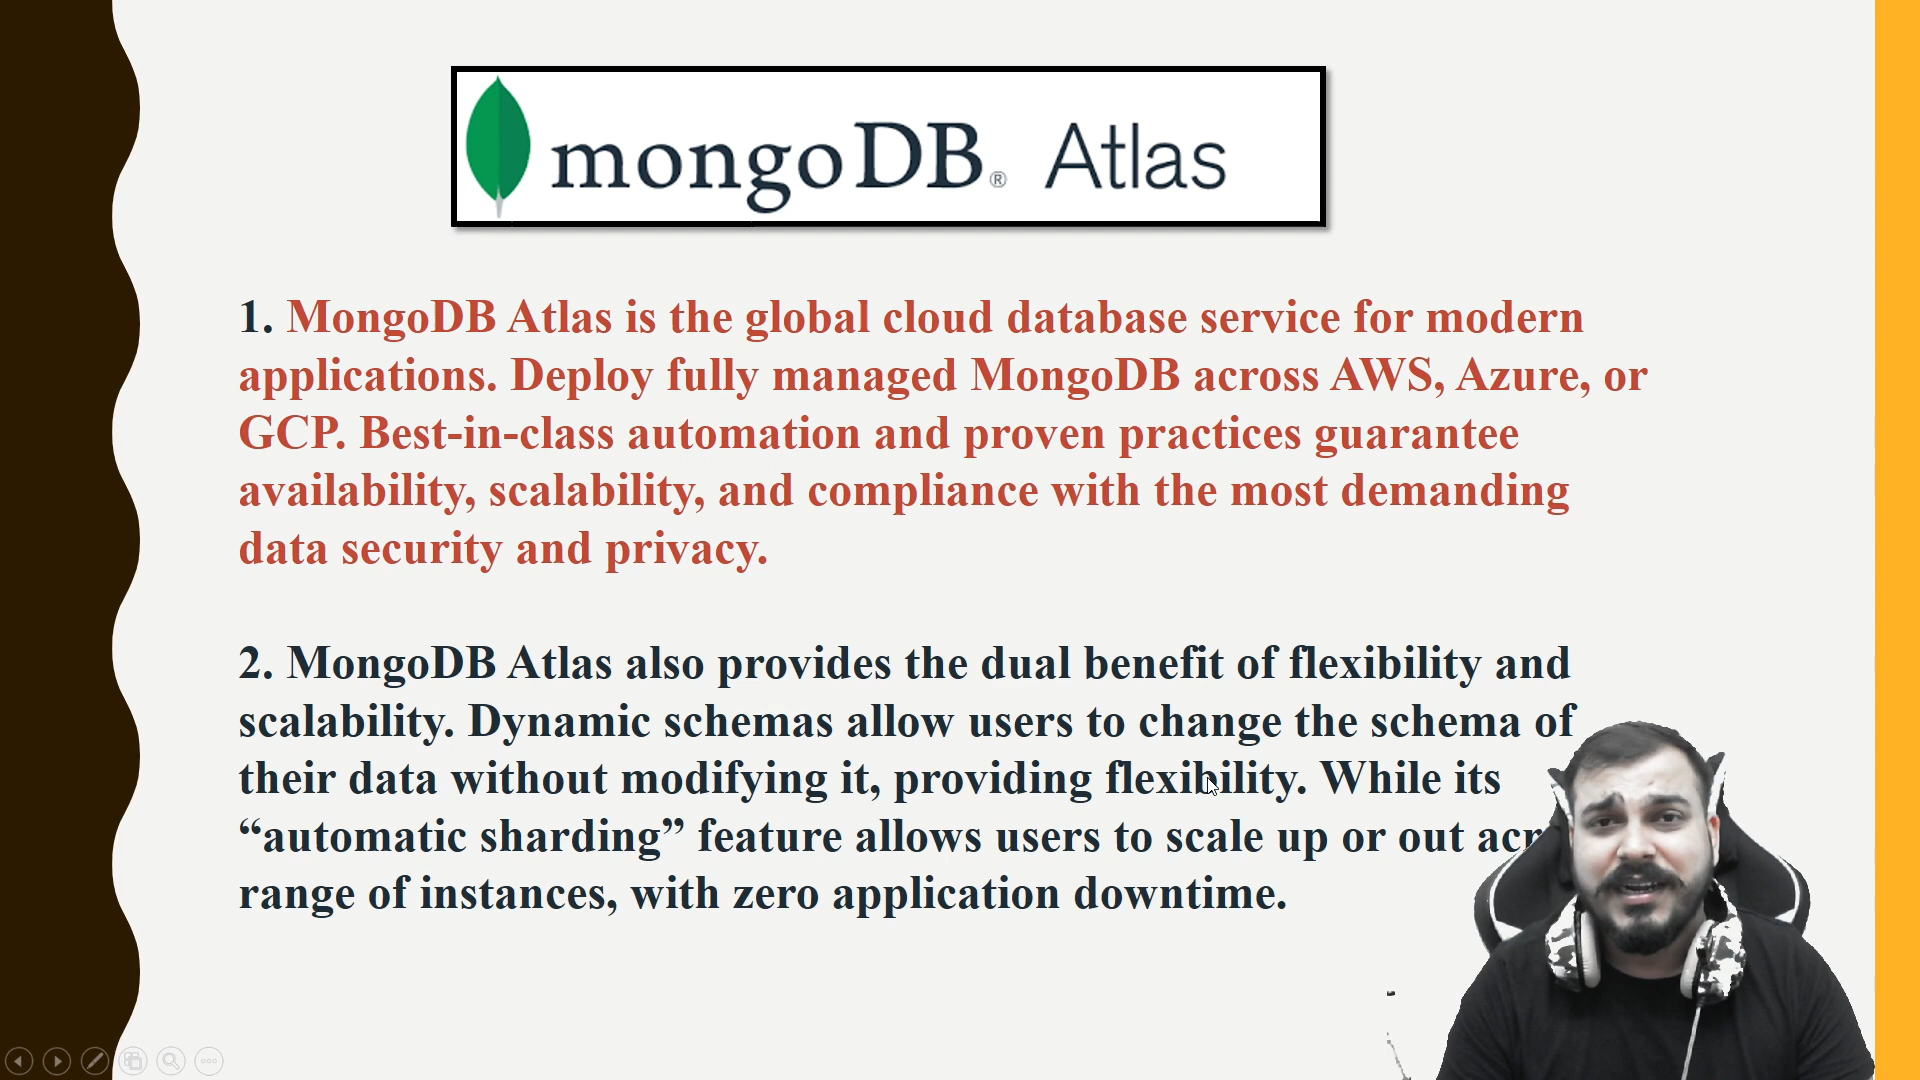 mongoDB® Atlas
1. MongoDB Atlas is the global cloud database service for modern
applications. Deploy fully managed MongoDB across AWS, Azure, or
GCP. Best-in-class automation and proven practices guarantee
availability, scalability, and compliance with the most demanding
data security and privacy.
2. MongoDB Atlas also provides the dual benefit of flexibility and
scalability. Dynamic schemas allow users to change the schema of
their data without modifying it, providing flexibility. While its
“automatic sharding” feature allows users to scale up or out
range of instances, with zero application downtime.